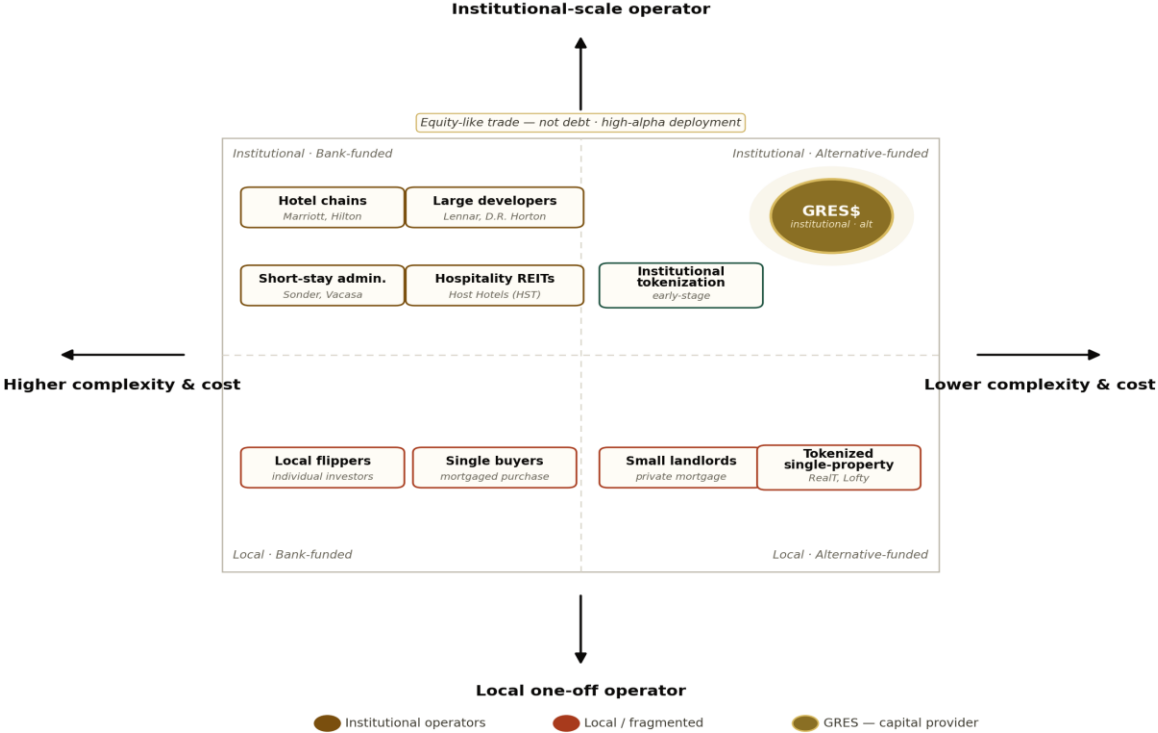 Institutional-scale operator
Equity-like trade — not debt · high-alpha deployment
Institutional · Bank-funded
Institutional · Alternative-funded
Hotel chains
Marriott, Hilton
Large developers
Lennar, D.R. Horton
GRES$
institutional · alt
Short-stay admin.
Sonder, Vacasa
Hospitality REITs
Host Hotels (HST)
Institutional
tokenization
early-stage
Higher complexity & cost
Lower complexity & cost
Local flippers
individual investors
Single buyers
mortgaged purchase
Small landlords
private mortgage
Tokenized
single-property
RealT, Lofty
Local · Bank-funded
Local · Alternative-funded
Local one-off operator
Institutional operators
Local / fragmented
GRES — capital provider